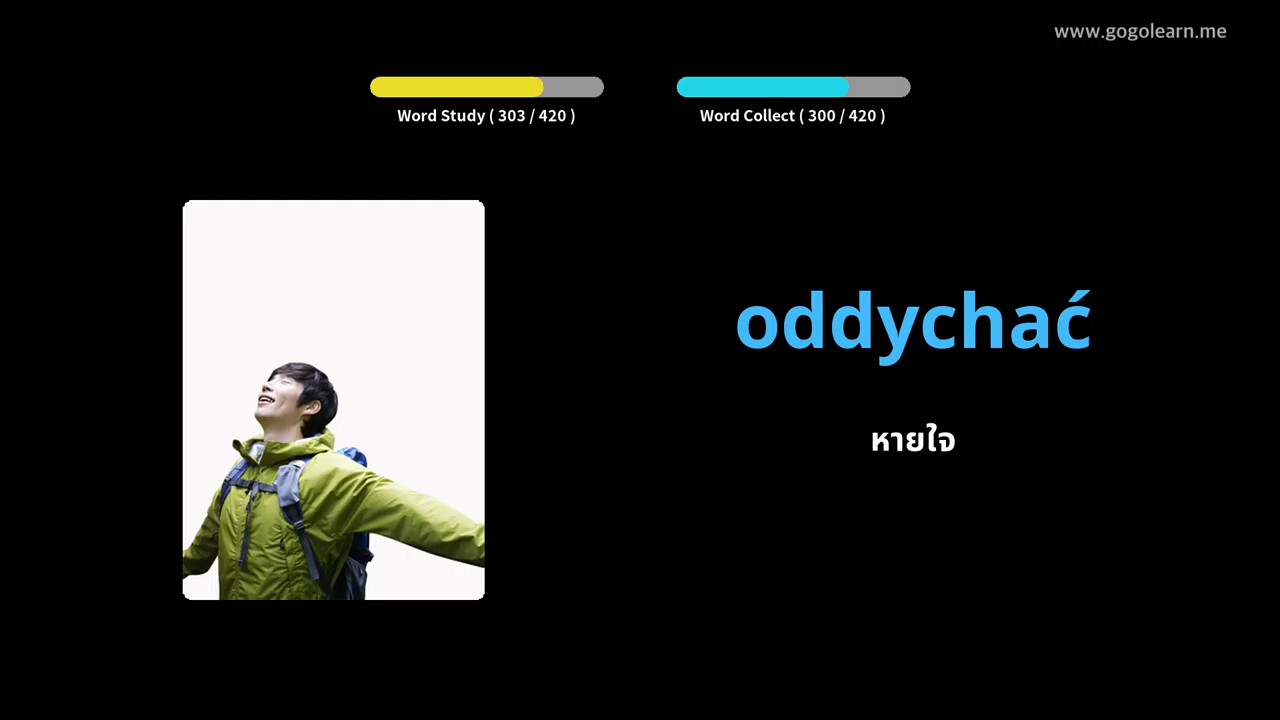 www.gogolearn.me
Word Study ( 303 / 420 )
Word Collect ( 300 / 420 )
oddychać
หายใจ